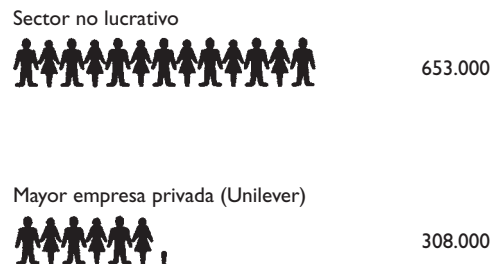 Sector no lucrativo
653.000
Mayor empresa privada (Unilever)
308.000